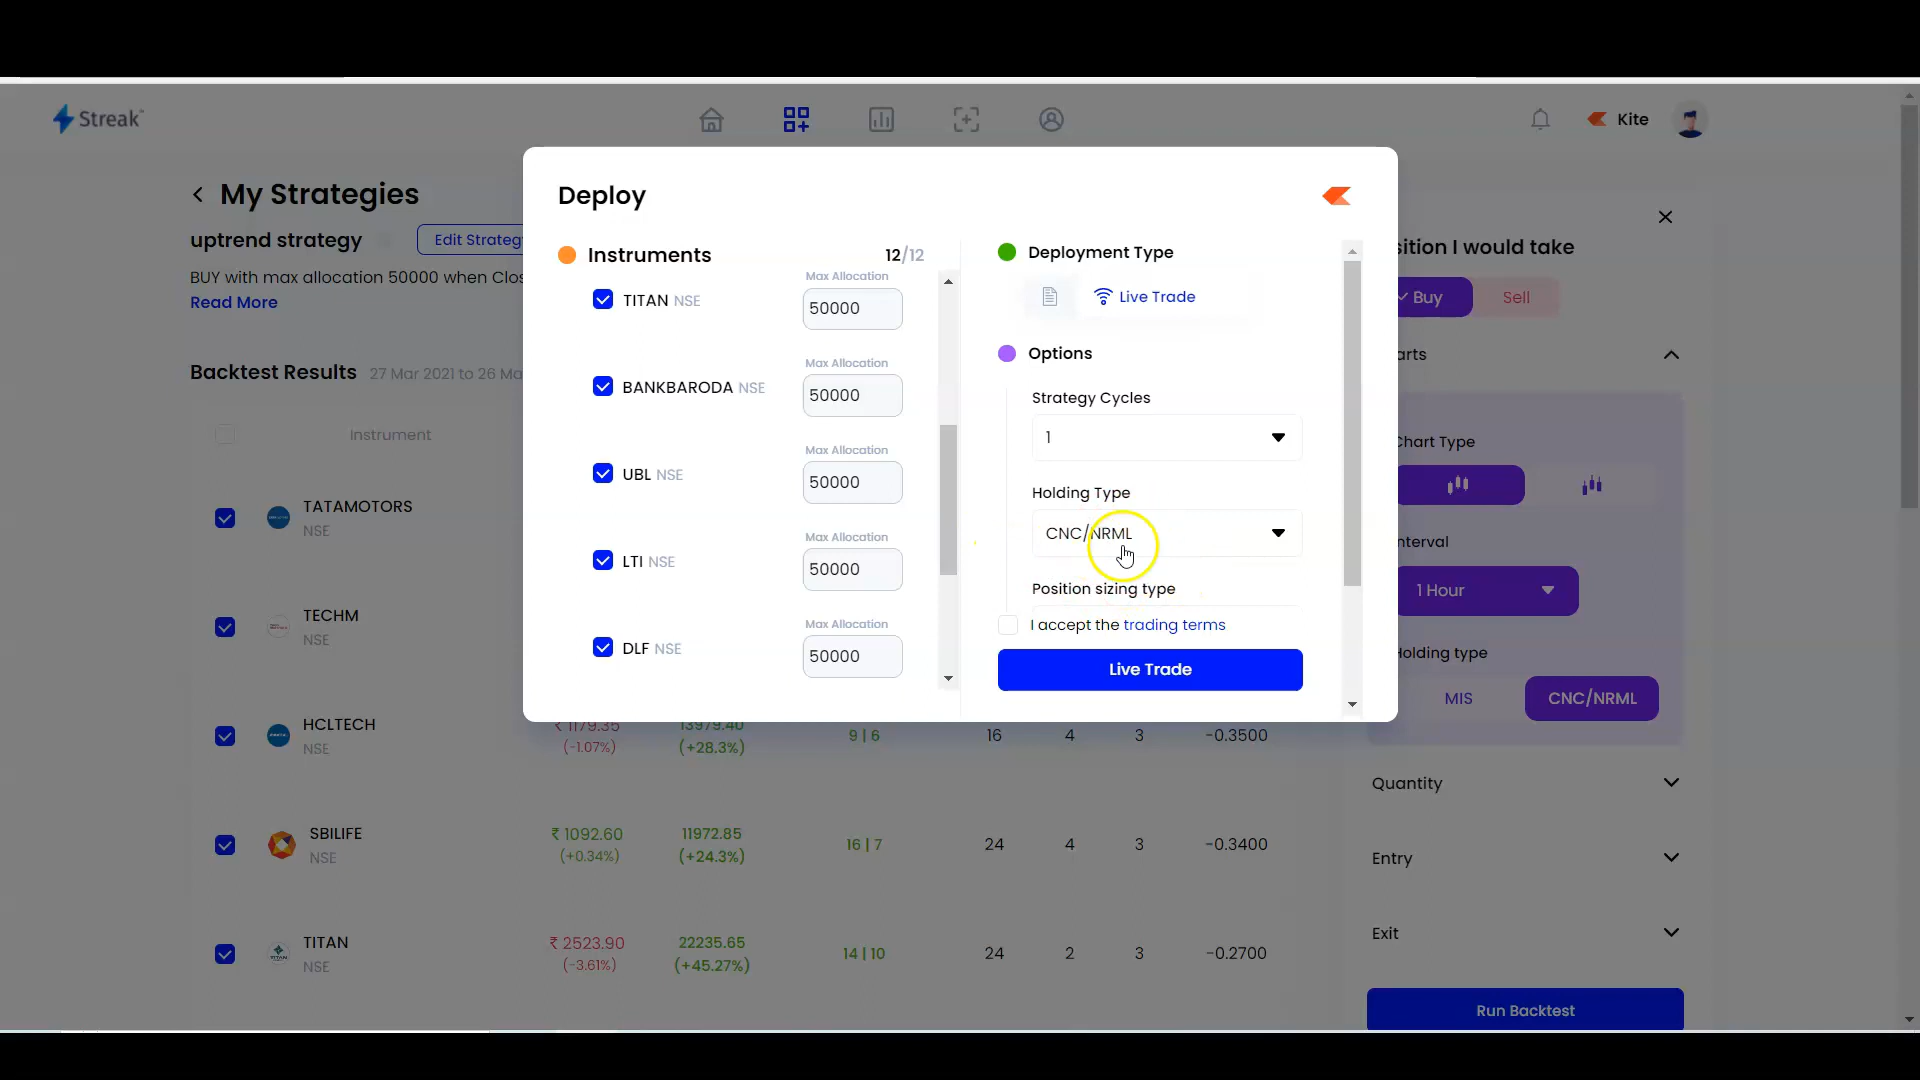 Streak
Kite
My Strategies
uptrend strategy
Edit Strateg
BUY with max allocation 50000 when Clos
Read More
Backtest Results 27 Mar 2021 to 26 Ma
Instrument
TATAMOTORS
NSE
TECHM
NSE
HCLTECH
NSE
₹ 1179.35
(-1.07%)
13979.40
(+28.3%)
9 | 6
16
4
3
-0.3500
SBILIFE
NSE
₹ 1092.60
(+0.34%)
11972.85
(+24.3%)
16 | 7
24
4
3
-0.3400
TITAN
NSE
₹ 2523.90
(-3.61%)
22235.65
(+45.27%)
14 | 10
24
2
3
-0.2700
Deploy
Instruments 12/12
Max Allocation
TITAN NSE 50000
Max Allocation
BANKBARODA NSE 50000
Max Allocation
UBL NSE 50000
Max Allocation
LTI NSE 50000
Max Allocation
DLF NSE 50000
Deployment Type
Live Trade
Options
Strategy Cycles
1
Holding Type
CNC/NRML
Position sizing type
I accept the trading terms
Live Trade
sition I would take
Buy
Sell
arts
Chart Type
nterval
1 Hour
Holding type
MIS
CNC/NRML
Quantity
Entry
Exit
Run Backtest